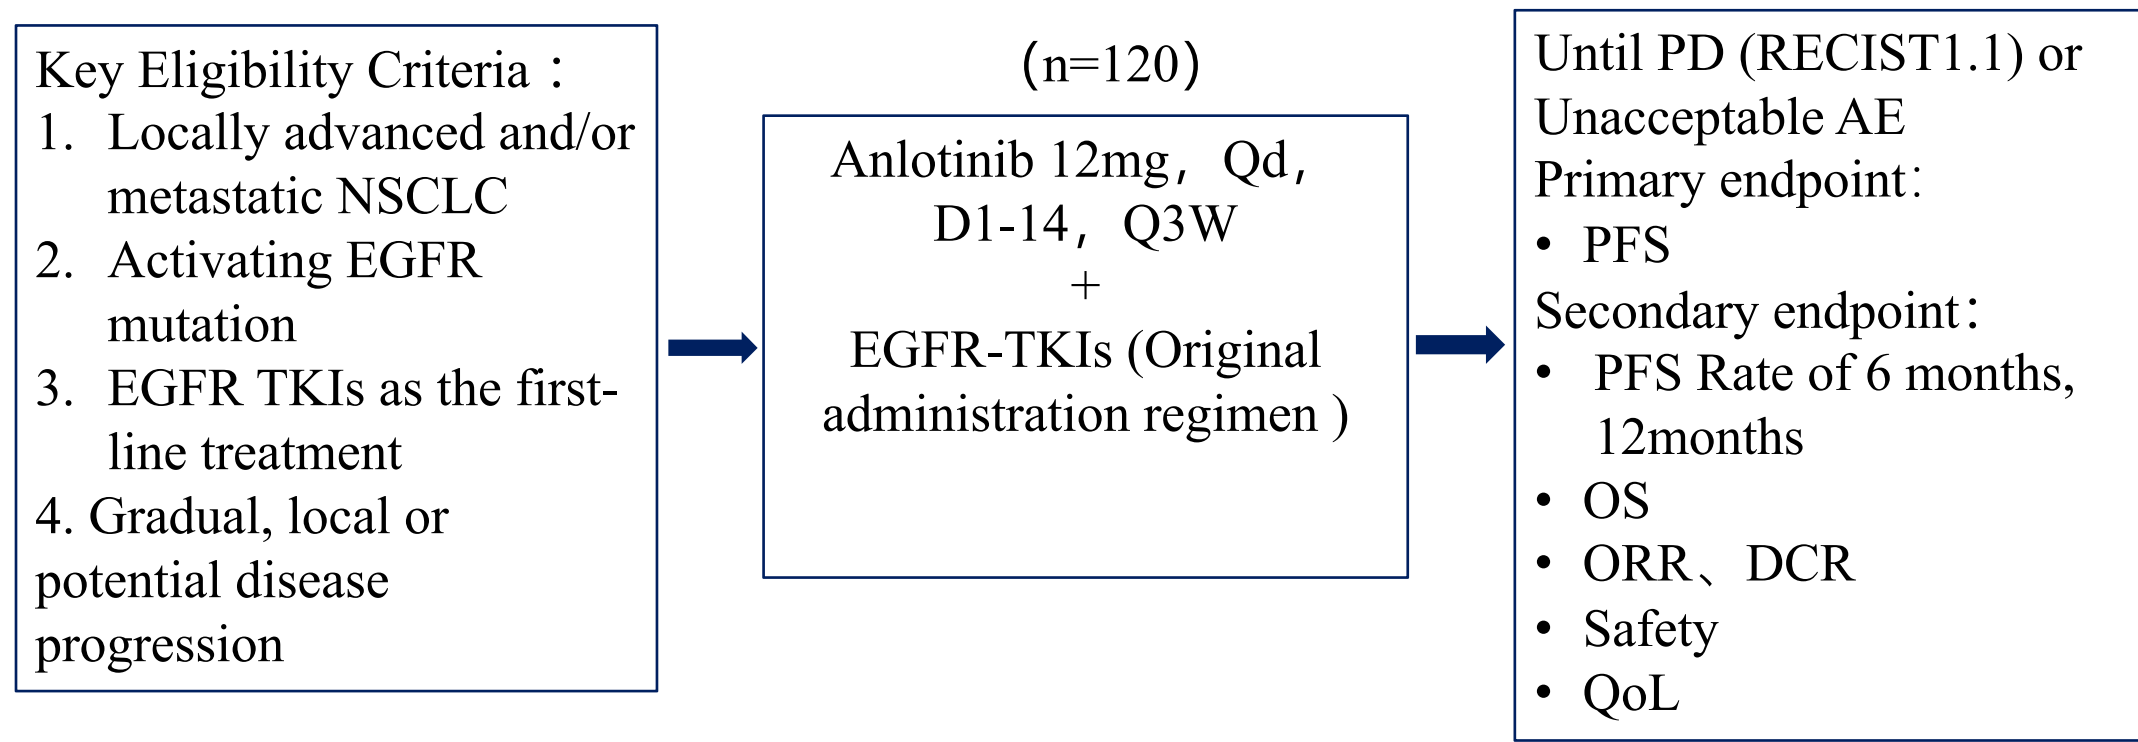 Key Eligibility Criteria：
1. Locally advanced and/or
metastatic NSCLC
2. Activating EGFR
mutation
3. EGFR TKIs as the first-
line treatment
4. Gradual, local or
potential disease
progression
（n=120）
Anlotinib 12mg，Qd，
D1-14，Q3W
+
EGFR-TKIs (Original
administration regimen )
Until PD (RECIST1.1) or
Unacceptable AE
Primary endpoint：
• PFS
Secondary endpoint：
• PFS Rate of 6 months,
12months
• OS
• ORR、DCR
• Safety
• QoL